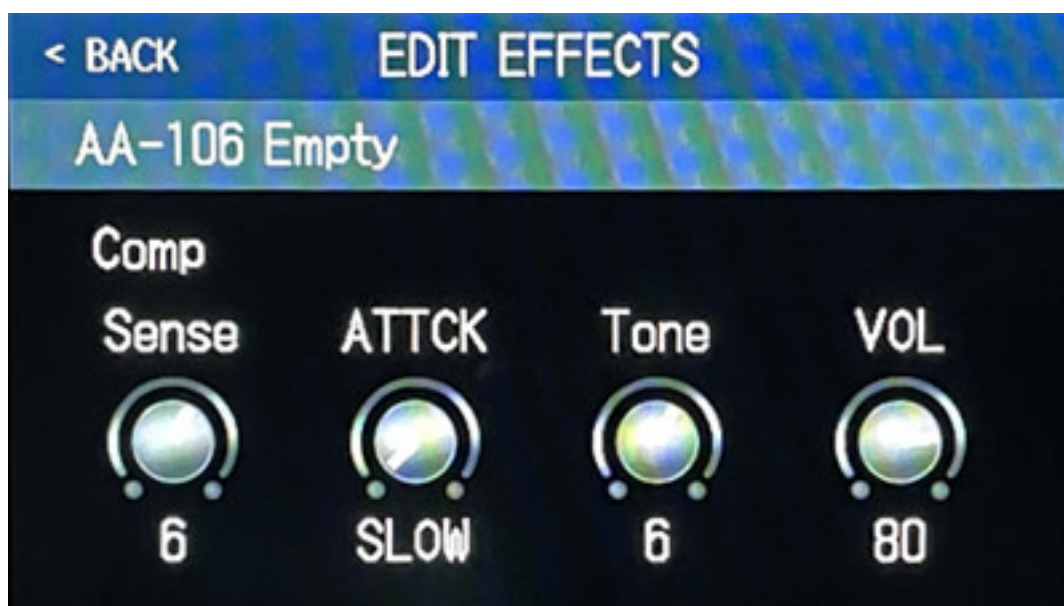 < BACK EDIT EFFECTS
AA-106 Empty
Comp
Sense ATTCK Tone VOL
6 SLOW 6 80